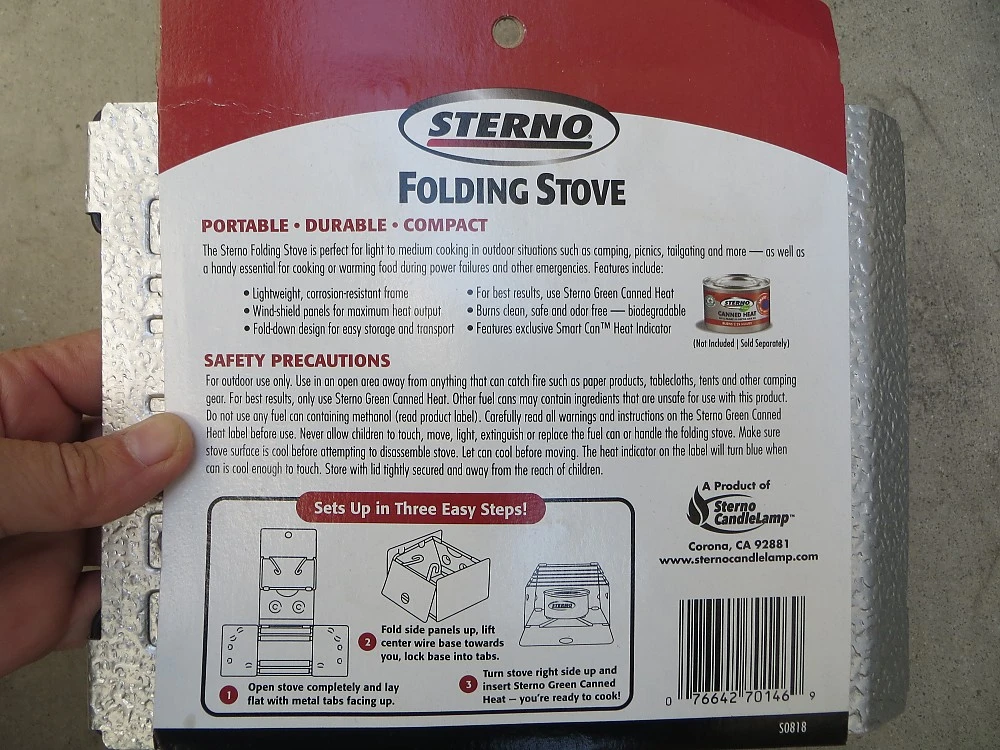 STERNO
FOLDING STOVE
PORTABLE • DURABLE • COMPACT
The Sterno Folding Stove is perfect for light to medium cooking in outdoor situations such as camping, picnics, tailgating and more — as well as
a handy essential for cooking or warming food during power failures and other emergencies. Features include:
• Lightweight, corrosion-resistant frame
• Wind-shield panels for maximum heat output
• Fold-down design for easy storage and transport
• For best results, use Sterno Green Canned Heat
• Burns clean, safe and odor free — biodegradable
• Features exclusive Smart Can™ Heat Indicator
STERNO
CANNED HEAT
(Not Included | Sold Separately)
SAFETY PRECAUTIONS
For outdoor use only. Use in an open area away from anything that can catch fire such as paper products, tablecloths, tents and other camping
gear. For best results, only use Sterno Green Canned Heat. Other fuel cans may contain ingredients that are unsafe for use with this product.
Do not use any fuel can containing methanol (read product label). Carefully read all warnings and instructions on the Sterno Green Canned
Heat label before use. Never allow children to touch, move, light, extinguish or replace the fuel can or handle the folding stove. Make sure
stove surface is cool before attempting to disassemble stove. Let can cool before moving. The heat indicator on the label will turn blue when
can is cool enough to touch. Store with lid tightly secured and away from the reach of children.
Sets Up in Three Easy Steps!
1 Open stove completely and lay
flat with metal tabs facing up.
2 Fold side panels up, lift
center wire base towards
you, lock base into tabs.
STERNO
3 Turn stove right side up and
insert Sterno Green Canned
Heat — you're ready to cook!
A Product of
Sterno
CandleLamp™
Corona, CA 92881
www.sternocandlelamp.com
0 76642 70146 9
S0818